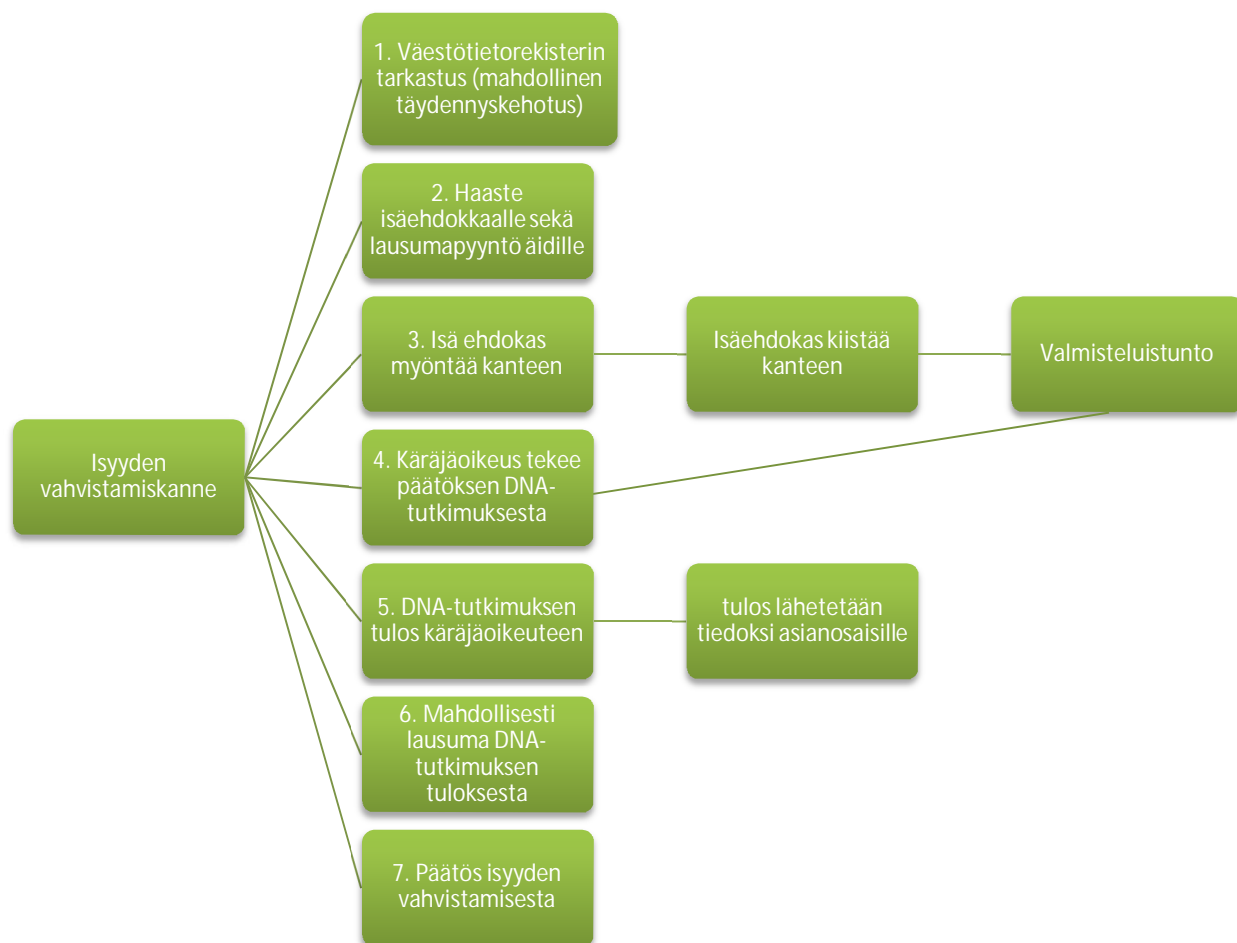 1. Väestötietorekisterin
tarkastus (mahdollinen
täydennyskehotus)
2. Haaste
isäehdokkaalle sekä
lausumapyyntö äidille
3. Isä ehdokas
myöntää kanteen
Isäehdokas kiistää
kanteen
Valmisteluistunto
Isyyden
vahvistamiskanne
4. Käräjäoikeus tekee
päätöksen DNA-
tutkimuksesta
5. DNA-tutkimuksen
tulos käräjäoikeuteen
tulos lähetetään
tiedoksi asianosaisille
6. Mahdollisesti
lausuma DNA-
tutkimuksen
tuloksesta
7. Päätös isyyden
vahvistamisesta